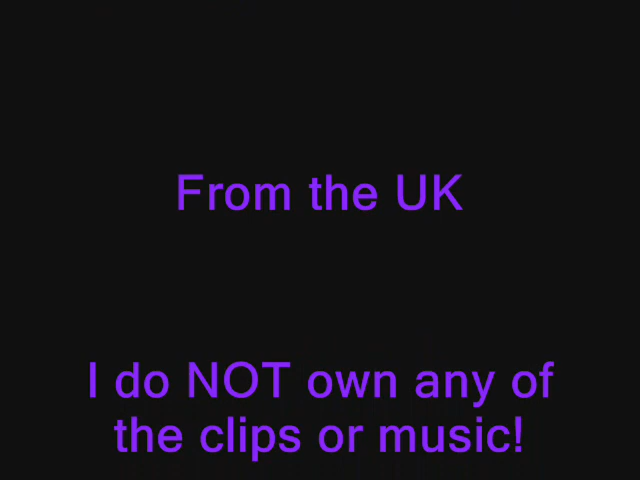 From the UK
I do NOT own any of
the clips or music!